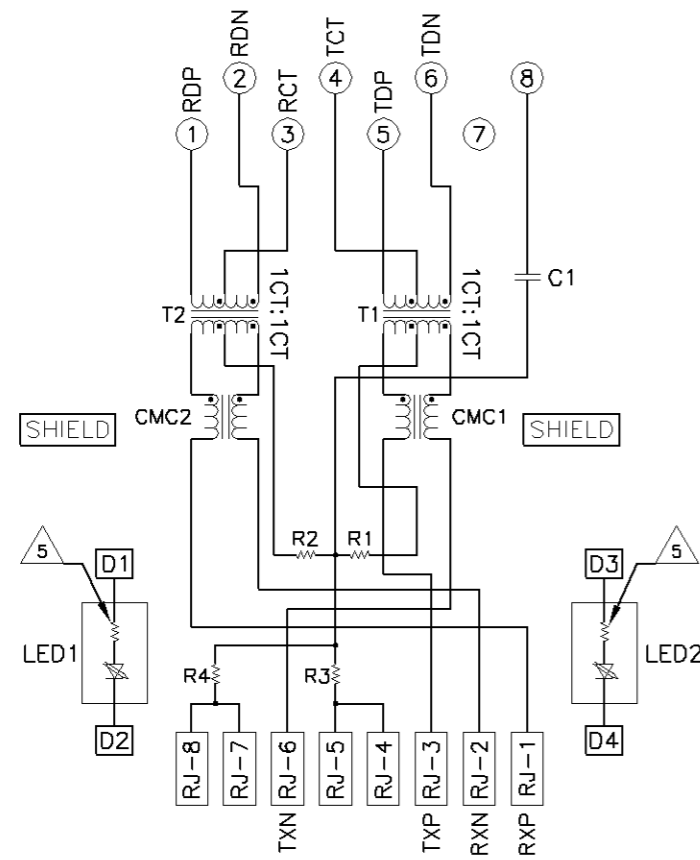 RDN
TCT
TDN
2
4
6
8
RDP
RCT
TDP
1
3
5
7
1CT:1CT
1CT:1CT
C1
T2
T1
CMC2
CMC1
SHIELD
SHIELD
R2
R1
5
5
D1
D3
LED1
LED2
R4
R3
D2
D4
RJ-8
RJ-7
RJ-6
RJ-5
RJ-4
RJ-3
RJ-2
RJ-1
TXN
TXP
RXN
RXP